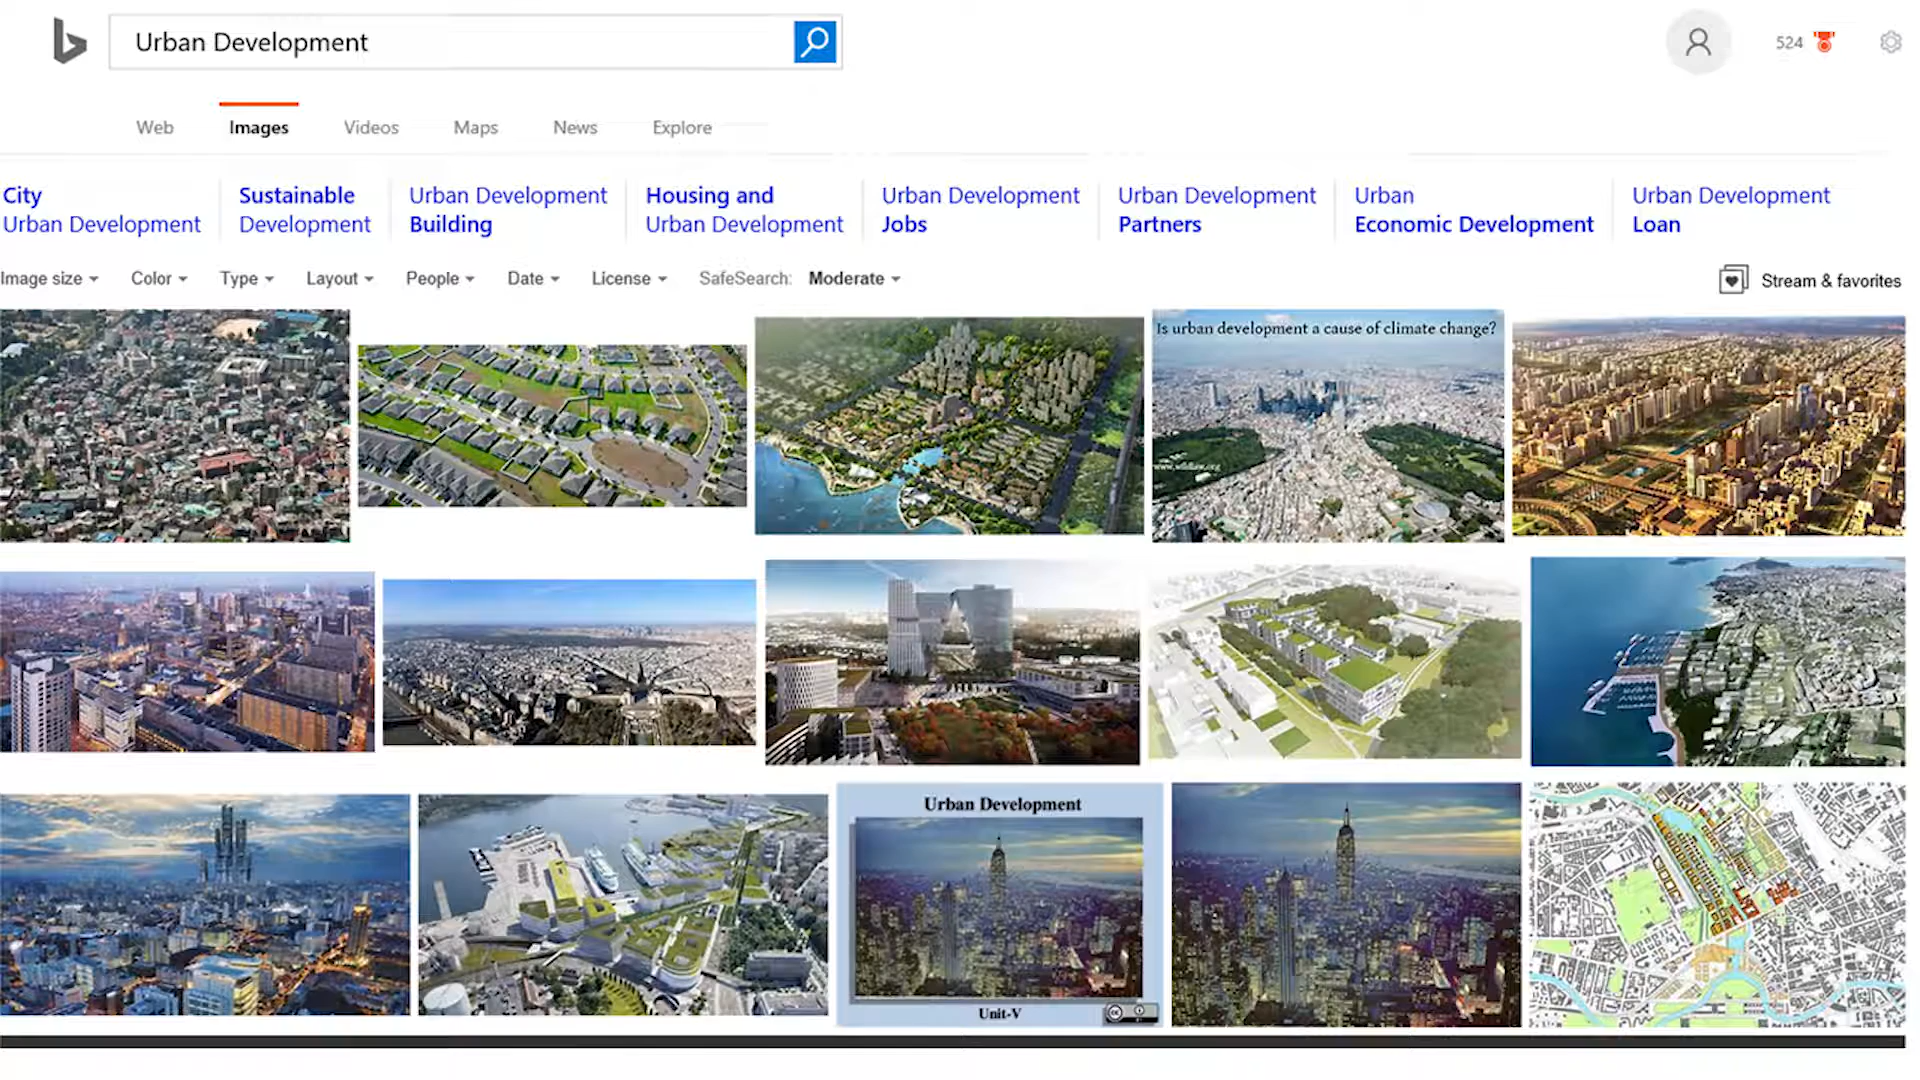 Urban Development
524
Web
Images
Videos
Maps
News
Explore
City
Urban Development
Sustainable
Development
Urban Development
Building
Housing and
Urban Development
Urban Development
Jobs
Urban Development
Partners
Urban
Economic Development
Urban Development
Loan
Image size
Color
Type
Layout
People
Date
License
SafeSearch:
Moderate
Stream & favorites
Is urban development a cause of climate change?
Urban Development
Unit-V